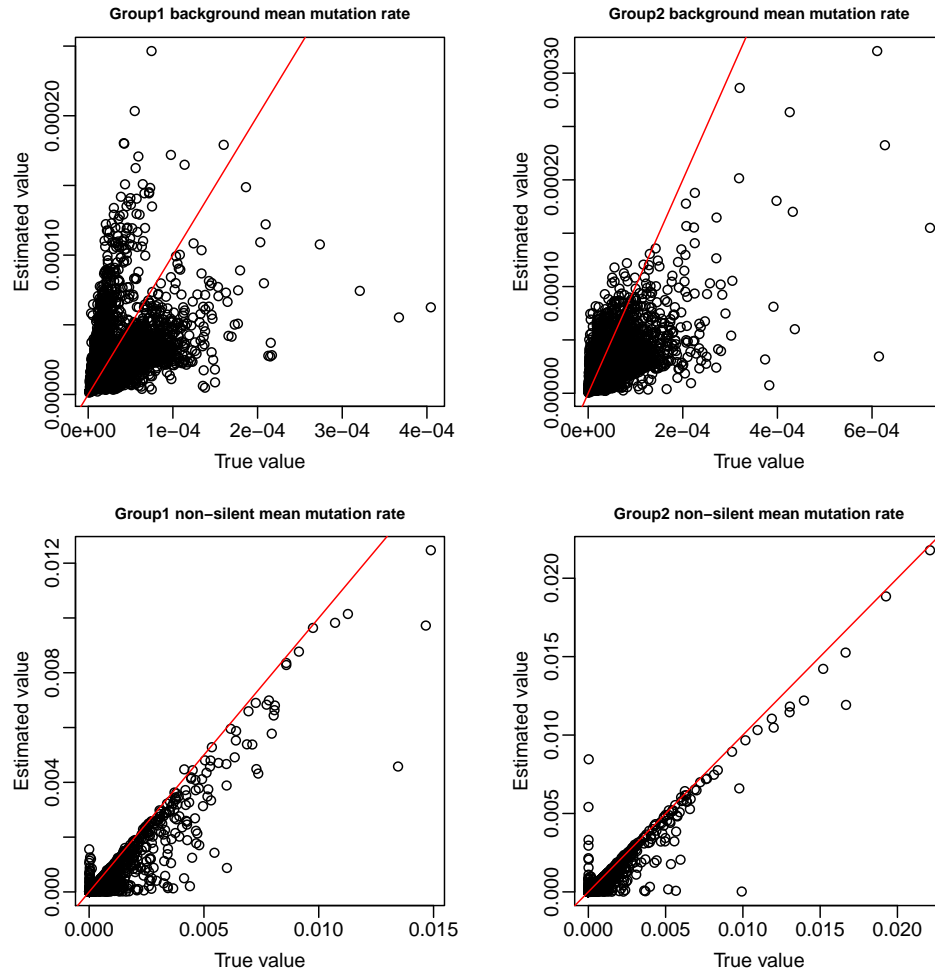 Group1 background mean mutation rate
Estimated value
0.00000
0.00010
0.00020
0e+00
1e−04
2e−04
3e−04
4e−04
True value
Group2 background mean mutation rate
Estimated value
0.00000
0.00010
0.00020
0.00030
0e+00
2e−04
4e−04
6e−04
True value
Group1 non−silent mean mutation rate
Estimated value
0.000
0.004
0.008
0.012
0.000
0.005
0.010
0.015
True value
Group2 non−silent mean mutation rate
Estimated value
0.000
0.005
0.010
0.015
0.020
0.000
0.005
0.010
0.015
0.020
True value